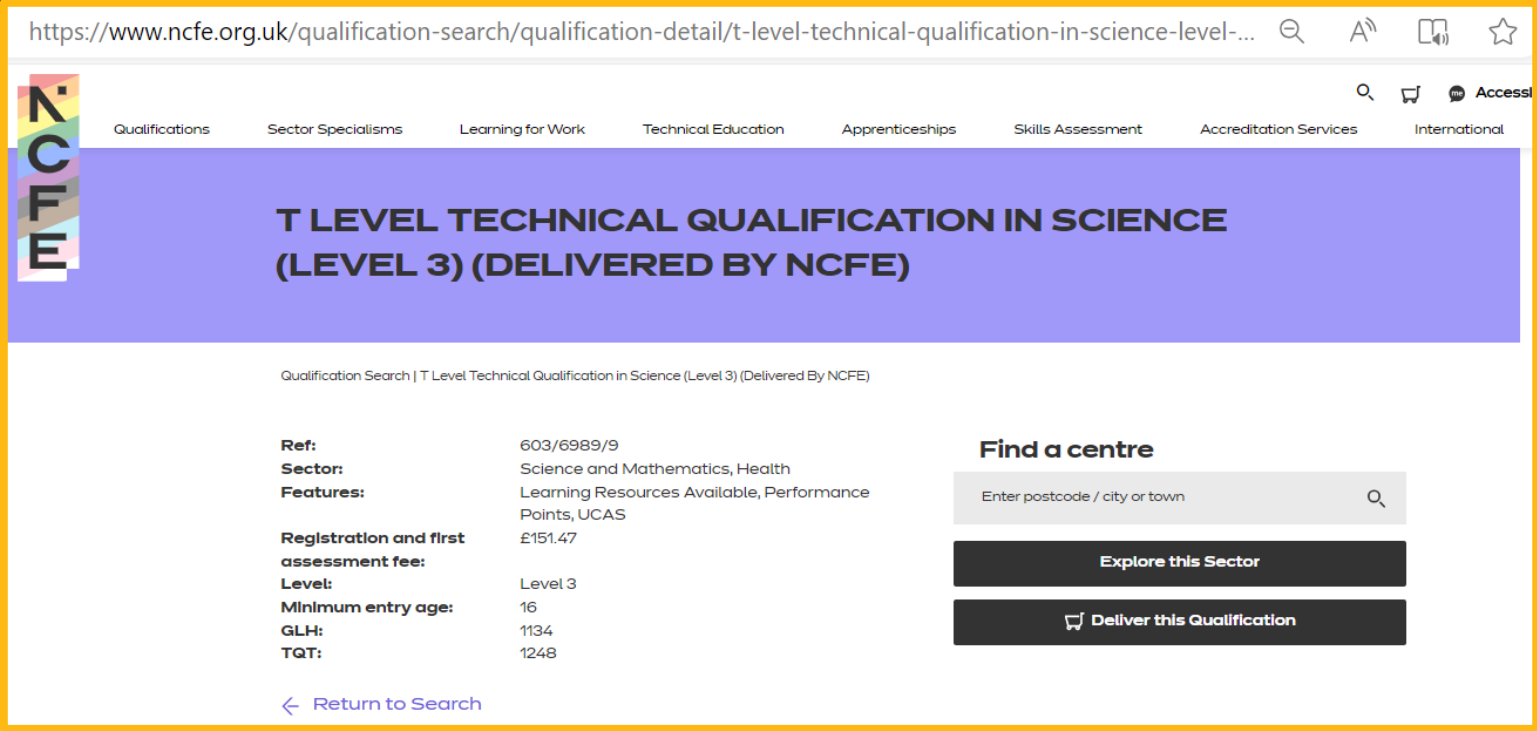 https://www.ncfe.org.uk/qualification-search/qualification-detail/t-level-technical-qualification-in-science-level-...
NCFE
Accessi
Qualifications Sector Specialisms Learning for Work Technical Education Apprenticeships Skills Assessment Accreditation Services International
T LEVEL TECHNICAL QUALIFICATION IN SCIENCE
(LEVEL 3) (DELIVERED BY NCFE)
Qualification Search | T Level Technical Qualification in Science (Level 3) (Delivered By NCFE)
Ref: 603/6989/9
Sector: Science and Mathematics, Health
Features: Learning Resources Available, Performance
Points, UCAS
Registration and first £151.47
assessment fee:
Level: Level 3
Minimum entry age: 16
GLH: 1134
TQT: 1248
Return to Search
Find a centre
Enter postcode / city or town
Explore this Sector
Deliver this Qualification